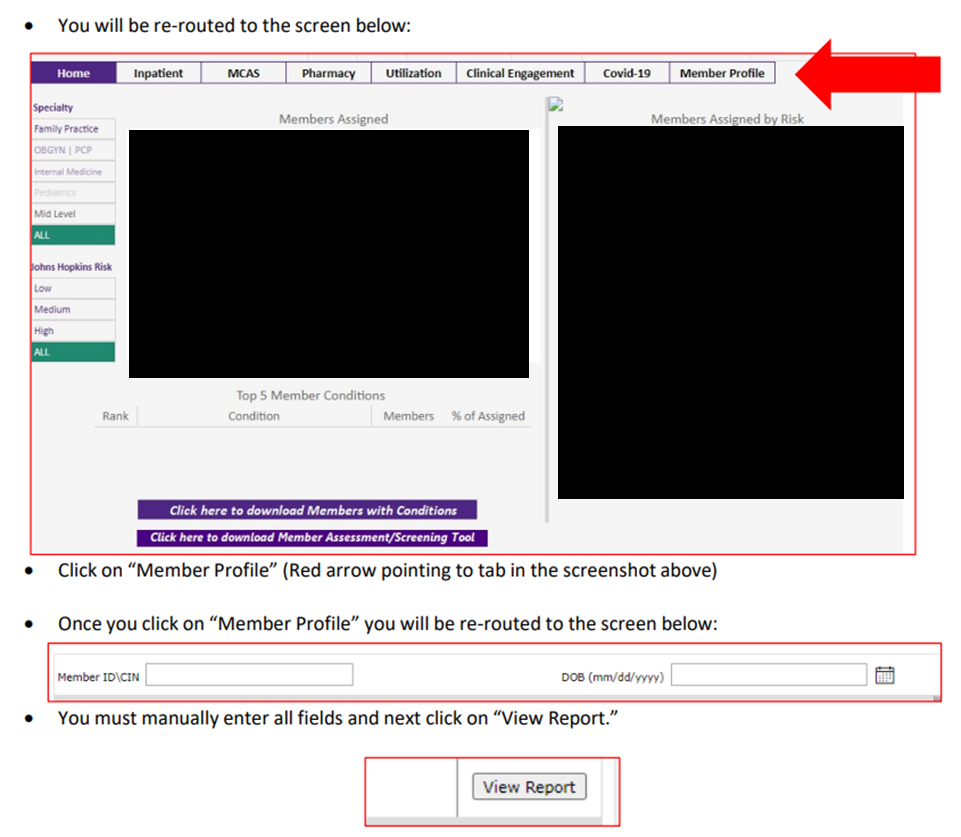 • You will be re-routed to the screen below:
Home Inpatient MCAS Pharmacy Utilization Clinical Engagement Covid-19 Member Profile
Specialty
Family Practice
OBGYN | PCP
Internal Medicine
Pediatrics
Mid Level
ALL
Johns Hopkins Risk
Low
Medium
High
ALL
Members Assigned
Members Assigned by Risk
Top 5 Member Conditions
Rank Condition Members % of Assigned
Click here to download Members with Conditions
Click here to download Member Assessment/Screening Tool
• Click on “Member Profile” (Red arrow pointing to tab in the screenshot above)
• Once you click on “Member Profile” you will be re-routed to the screen below:
Member ID\CIN DOB (mm/dd/yyyy)
• You must manually enter all fields and next click on “View Report.”
View Report